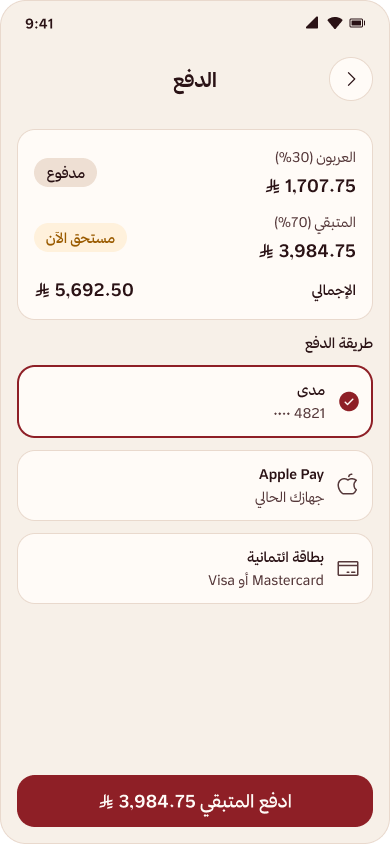 9:41
الدفع
العربون (30%)
1,707.75 ⃁
مدفوع
المتبقي (70%)
3,984.75 ⃁
مستحق الآن
الإجمالي
5,692.50 ⃁
طريقة الدفع
مدى
4821 ····
Apple Pay
جهازك الحالي
بطاقة ائتمانية
Mastercard أو Visa
ادفع المتبقي 3,984.75 ⃁